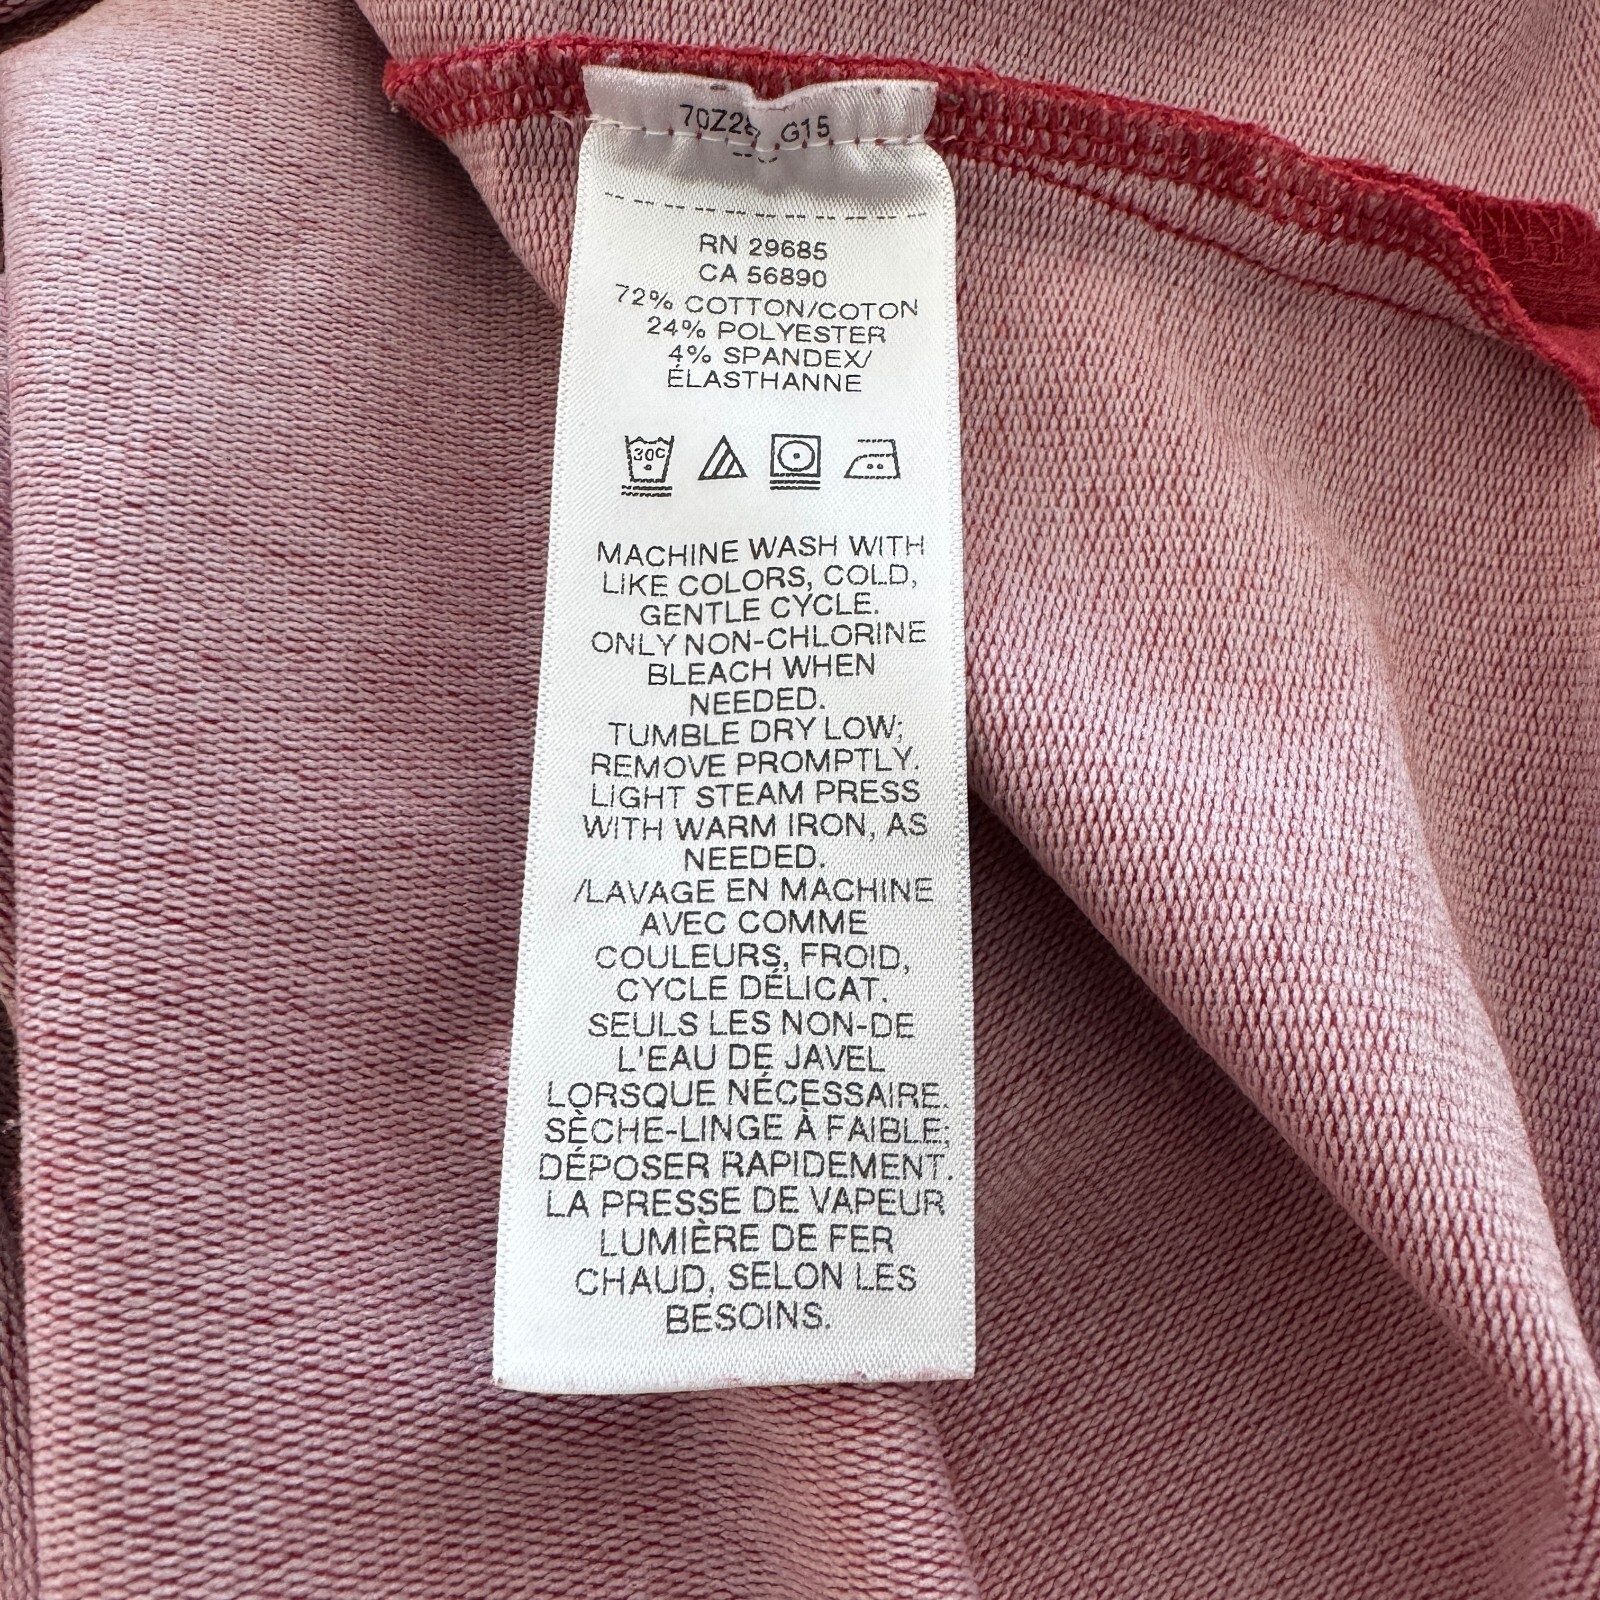 G15
RN 29685
CA 56890
72% COTTON/COTON
24% POLYESTER
4% SPANDEX/
ÉLASTHANNE
30C
MACHINE WASH WITH
LIKE COLORS, COLD,
GENTLE CYCLE.
ONLY NON-CHLORINE
BLEACH WHEN
NEEDED.
TUMBLE DRY LOW;
REMOVE PROMPTLY.
LIGHT STEAM PRESS
WITH WARM IRON, AS
NEEDED.
/LAVAGE EN MACHINE
AVEC COMME
COULEURS, FROID,
CYCLE DÉLICAT.
SEULS LES NON-DE
L'EAU DE JAVEL
LORSQUE NÉCESSAIRE.
SÈCHE-LINGE À FAIBLE;
DÉPOSER RAPIDEMENT.
LA PRESSE DE VAPEUR
LUMIÈRE DE FER
CHAUD, SELON LES
BESOINS.